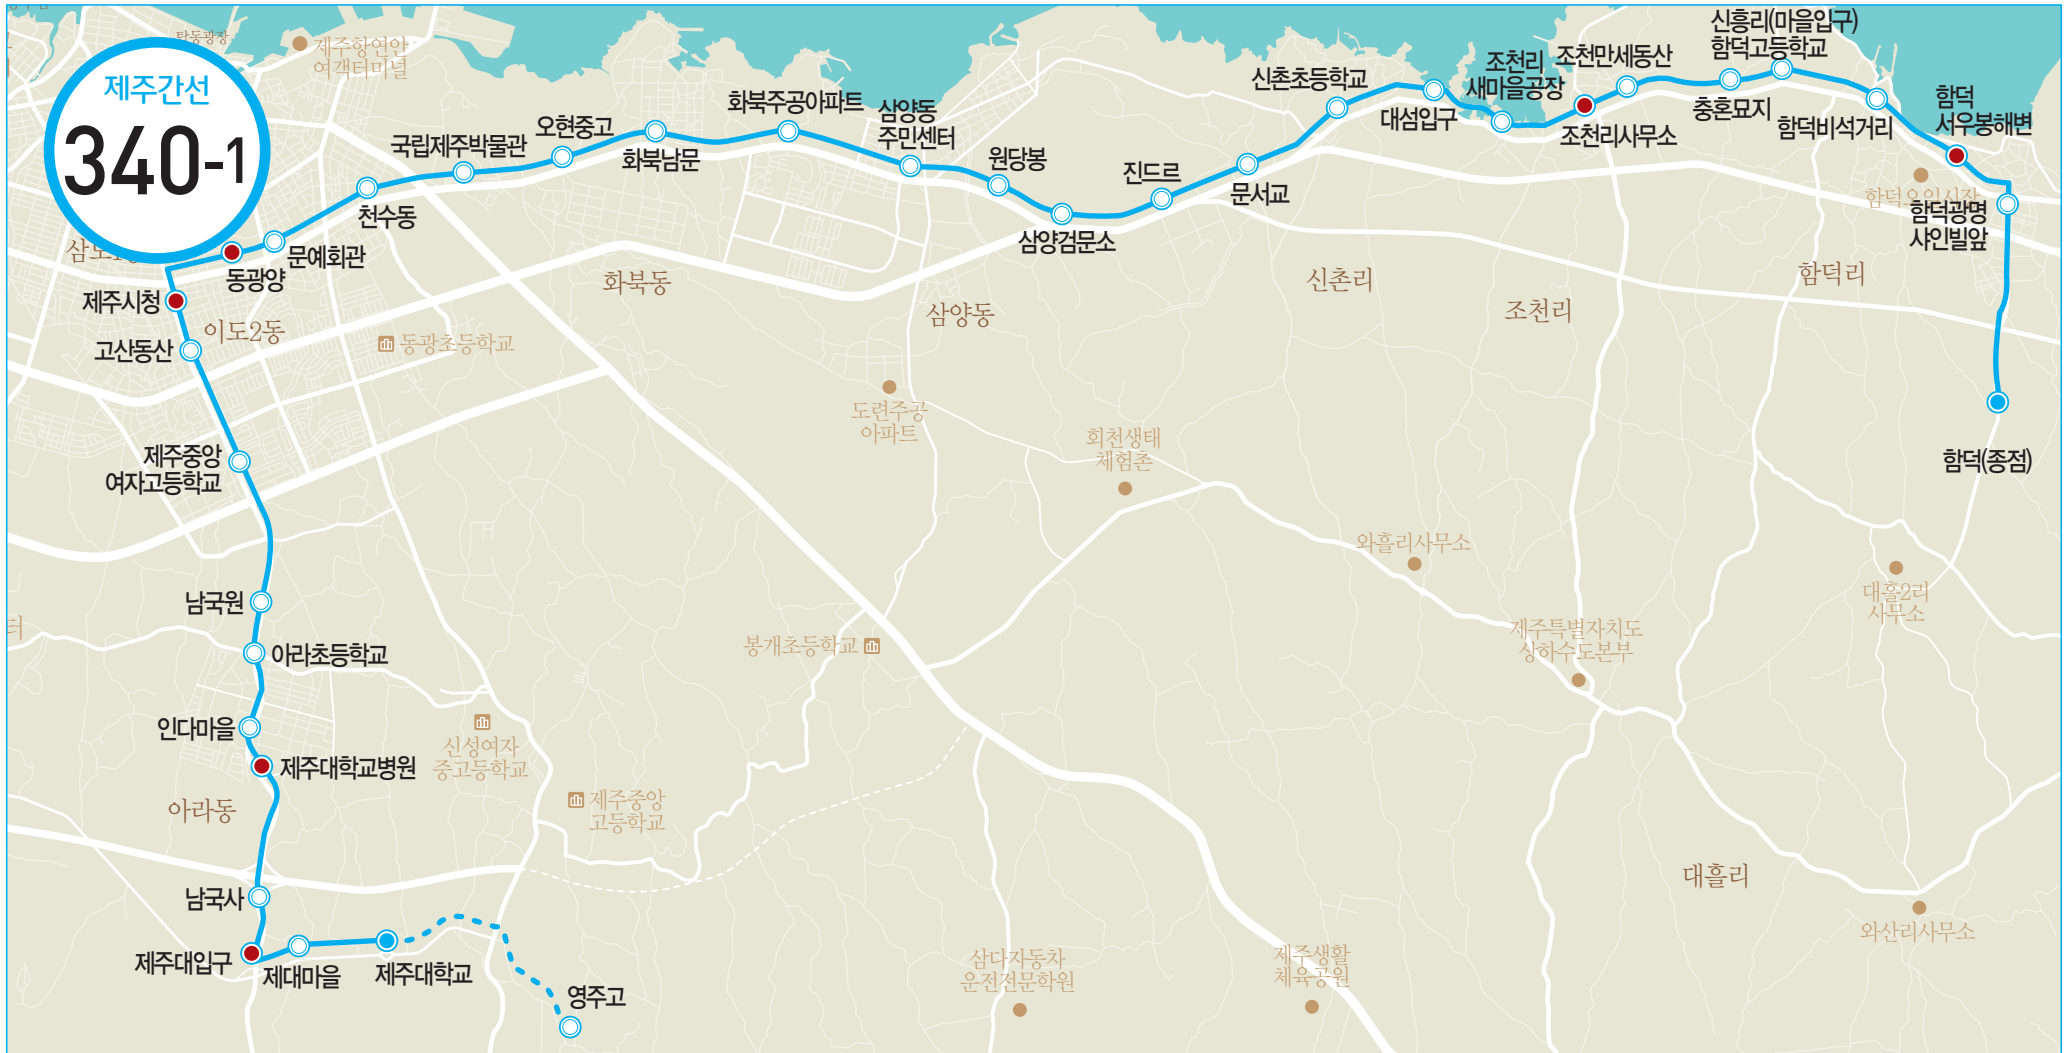 탑동광장
제주항연안
여객터미널
제주간선
340-1
국립제주박물관
오현중고
화북남문
화북주공아파트
삼양동
주민센터
원당봉
삼양검문소
진드르
문서교
신촌초등학교
대섬입구
조천리
새마을공장
조천만세동산
조천리사무소
신흥리(마을입구)
함덕고등학교
충혼묘지
함덕비석거리
함덕
서우봉해변
함덕오일시장
함덕광명
샤인빌앞
함덕(종점)
천수동
문예회관
동광양
제주시청
고산동산
이도2동
동광초등학교
화북동
삼양동
신촌리
조천리
함덕리
도련주공
아파트
회천생태
체험촌
와흘리사무소
대흘2리
사무소
제주특별자치도
상하수도본부
제주중앙
여자고등학교
남국원
아라초등학교
인다마을
제주대학교병원
아라동
봉개초등학교
신성여자
중고등학교
제주중앙
고등학교
대흘리
와산리사무소
남국사
제주대입구
제대마을
제주대학교
영주고
삼다자동차
운전전문학원
제주생활
체육공원